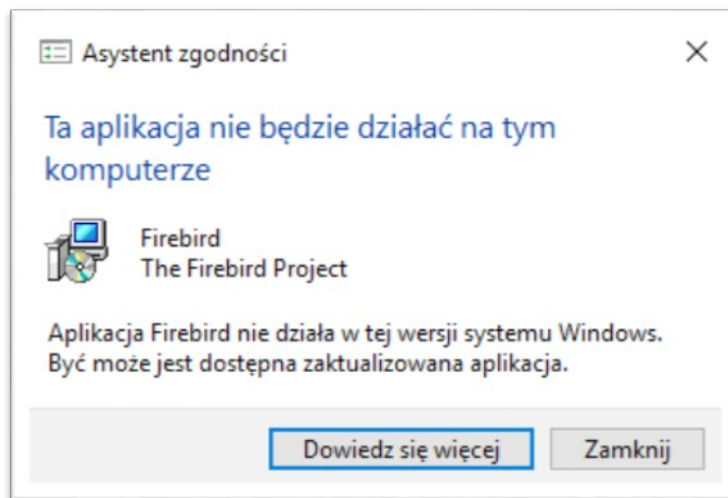 Asystent zgodności
Ta aplikacja nie będzie działać na tym
komputerze
Firebird
The Firebird Project
Aplikacja Firebird nie działa w tej wersji systemu Windows.
Być może jest dostępna zaktualizowana aplikacja.
Dowiedz się więcej
Zamknij